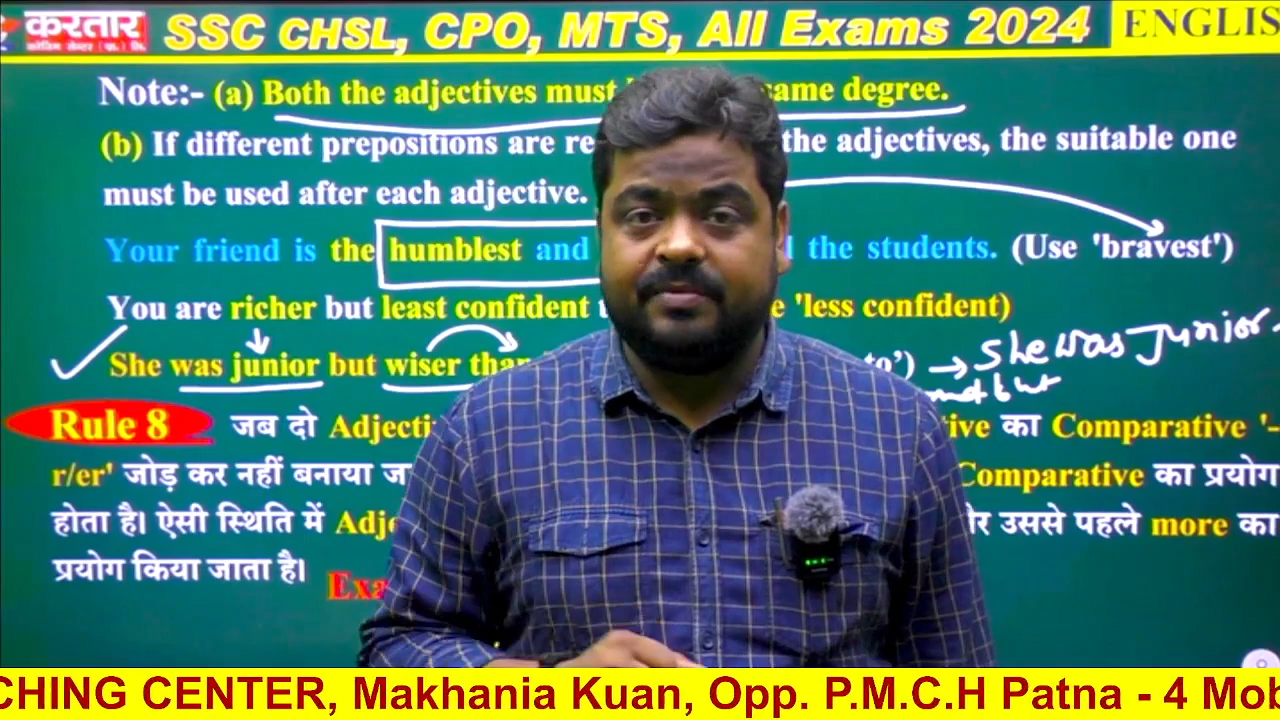 करतार
SSC CHSL, CPO, MTS, All Exams 2024
ENGLIS
Note:- (a) Both the adjectives must same degree.
(b) If different prepositions are re the adjectives, the suitable one
must be used after each adjective.
Your friend is the humblest and the students. (Use 'bravest')
You are richer but least confident 'less confident)
She was junior but wiser than to’) → She was Junior
but
Rule 8 जब दो Adjecti tive का Comparative '-
r/er' जोड़ कर नहीं बनाया ज Comparative का प्रयोग
होता है। ऐसी स्थिति में Adje र उससे पहले more का
प्रयोग किया जाता है।
Exa
CHING CENTER, Makhania Kuan, Opp. P.M.C.H Patna - 4 Mob